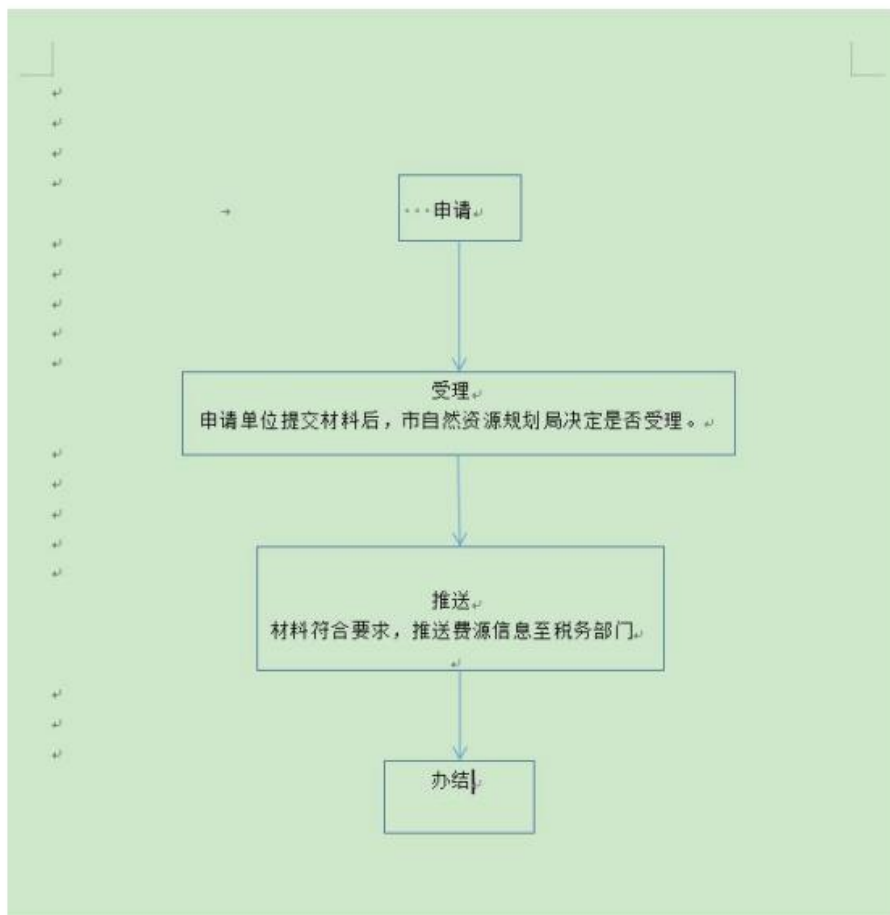 申请
受理
申请单位提交材料后，市自然资源规划局决定是否受理。
推送
材料符合要求，推送费源信息至税务部门
办结